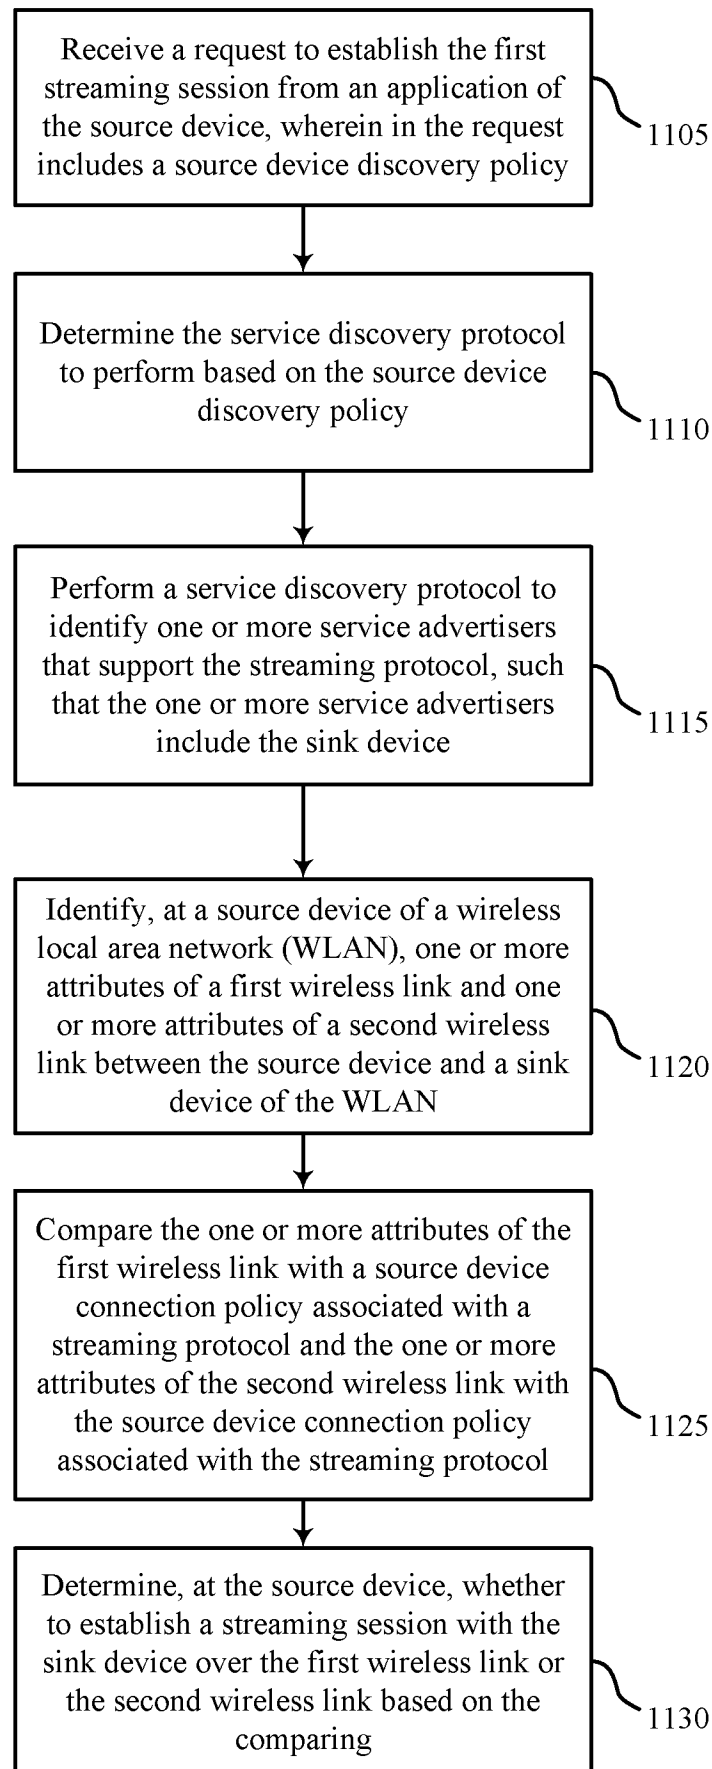 Receive a request to establish the first
streaming session from an application of
the source device, wherein in the request
includes a source device discovery policy
1105
Determine the service discovery protocol
to perform based on the source device
discovery policy
1110
Perform a service discovery protocol to
identify one or more service advertisers
that support the streaming protocol, such
that the one or more service advertisers
include the sink device
1115
Identify, at a source device of a wireless
local area network (WLAN), one or more
attributes of a first wireless link and one
or more attributes of a second wireless
link between the source device and a sink
device of the WLAN
1120
Compare the one or more attributes of the
first wireless link with a source device
connection policy associated with a
streaming protocol and the one or more
attributes of the second wireless link with
the source device connection policy
associated with the streaming protocol
1125
Determine, at the source device, whether
to establish a streaming session with the
sink device over the first wireless link or
the second wireless link based on the
comparing
1130